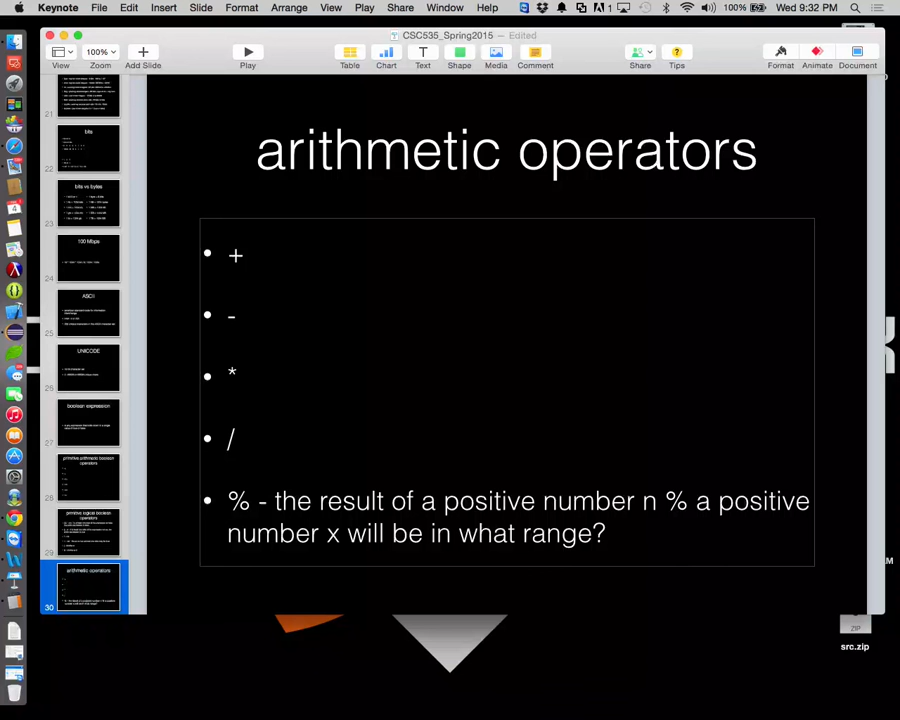 Keynote File Edit Insert Slide Format Arrange View Play Share Window Help
1 100% Wed 9:32 PM
CSC535_Spring2015 — Edited
100%
View Zoom Add Slide Play Table Chart Text Shape Media Comment Share Tips Format Animate Document
21
bits
22
bits vs bytes
23
100 Mbps
24
ASCII
25
UNICODE
26
boolean expression
27
primitive arithmetic boolean
operators
28
primitive logical boolean
operators
29
arithmetic operators
30
arithmetic operators
• +
• -
• *
• /
• % - the result of a positive number n % a positive
number x will be in what range?
ZIP
src.zip